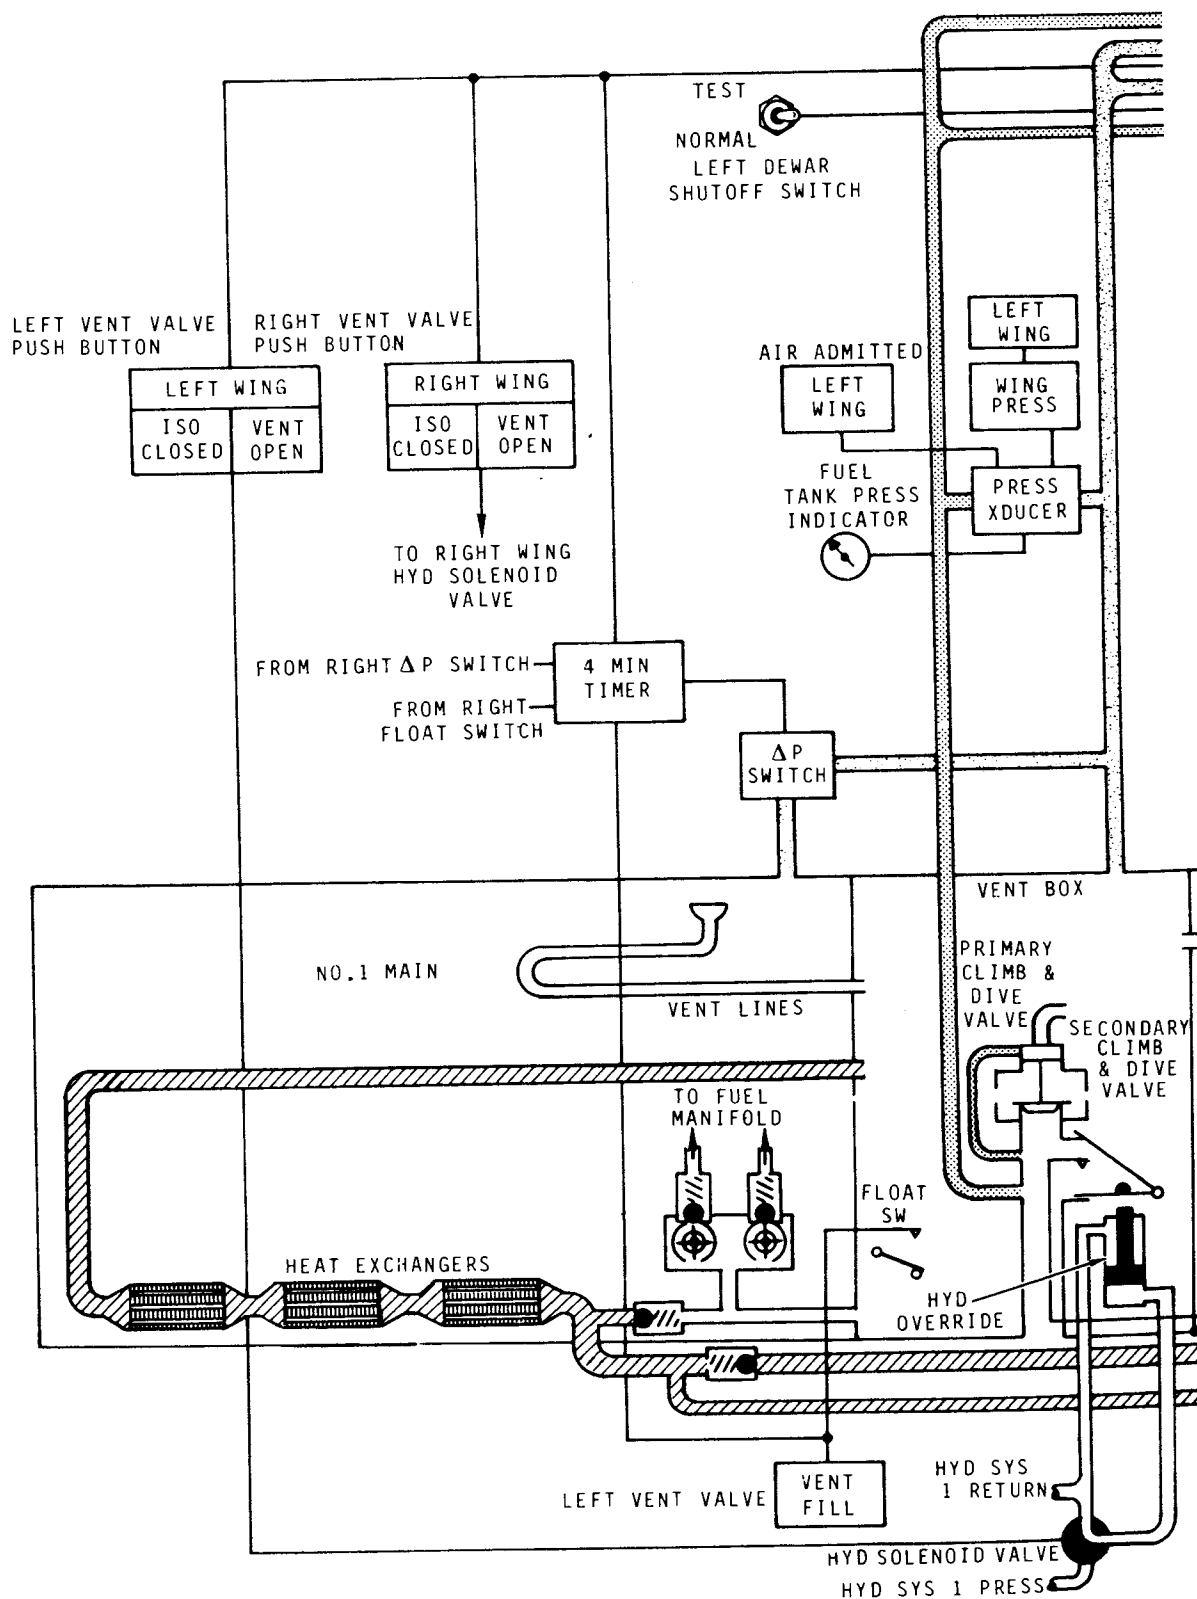 TEST
NORMAL
LEFT DEWAR
SHUTOFF SWITCH
LEFT VENT VALVE
PUSH BUTTON
RIGHT VENT VALVE
PUSH BUTTON
LEFT WING
ISO
CLOSED
VENT
OPEN
RIGHT WING
ISO
CLOSED
VENT
OPEN
TO RIGHT WING
HYD SOLENOID
VALVE
AIR ADMITTED
LEFT
WING
LEFT
WING
WING
PRESS
FUEL
TANK PRESS
INDICATOR
PRESS
XDUCER
FROM RIGHT ΔP SWITCH
FROM RIGHT
FLOAT SWITCH
4 MIN
TIMER
ΔP
SWITCH
VENT BOX
NO.1 MAIN
VENT LINES
PRIMARY
CLIMB &
DIVE
VALVE
SECONDARY
CLIMB
& DIVE
VALVE
TO FUEL
MANIFOLD
FLOAT
SW
HEAT EXCHANGERS
HYD
OVERRIDE
LEFT VENT VALVE
VENT
FILL
HYD SYS
1 RETURN
HYD SOLENOID VALVE
HYD SYS 1 PRESS